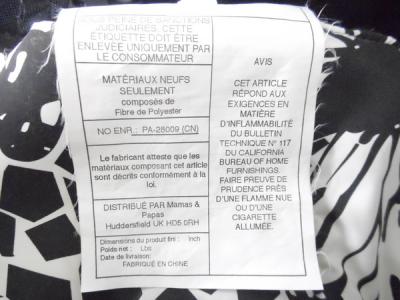 SOUS PEINE DE SANCTIONS
JUDICIAIRES, CETTE
ÉTIQUETTE DOIT ÊTRE
ENLEVÉE UNIQUEMENT PAR
LE CONSOMMATEUR
MATÉRIAUX NEUFS
SEULEMENT
composés de
Fibre de Polyester
NO ENR.: PA-28009 (CN)
Le fabricant atteste que les
matériaux composant cet article
sont décrits conformément à la
loi.
DISTRIBUÉ PAR Mamas &
Papas
Huddersfield UK HD5 0RH
Dimensions du produit fini : Inch
Poids net : Lbs
Date de livraison:
FABRIQUÉ EN CHINE
AVIS
CET ARTICLE
RÉPOND AUX
EXIGENCES EN
MATIÈRE
D'INFLAMMABILITÉ
DU BULLETIN
TECHNIQUE N° 117
DU CALIFORNIA
BUREAU OF HOME
FURNISHINGS.
FAIRE PREUVE DE
PRUDENCE PRÈS
D'UNE FLAMME NUE
OU D'UNE
CIGARETTE
ALLUMÉE.